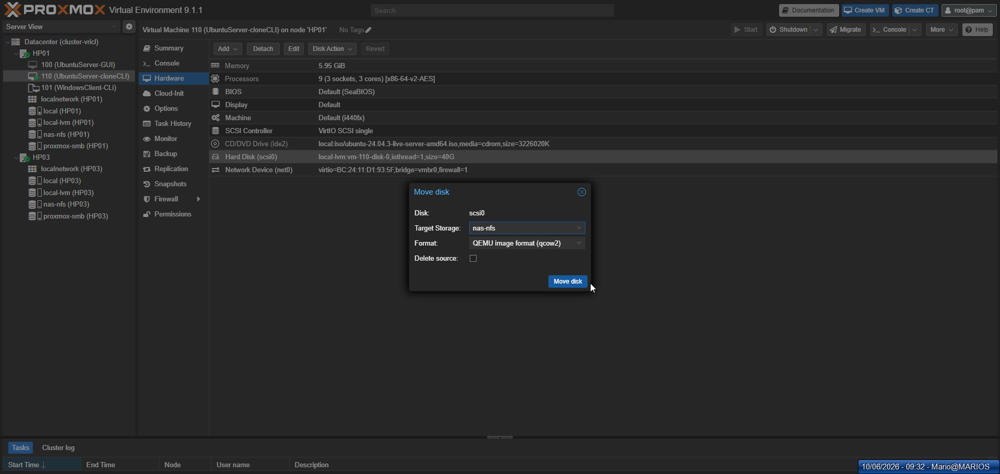 PROXMOX Virtual Environment 9.1.1
Search
Documentation
Create VM
Create CT
root@pam
Server View
Virtual Machine 110 (UbuntuServer-cloneCLI) on node 'HP01'
No Tags
Start
Shutdown
Migrate
Console
More
Help
Datacenter (cluster-vricl)
HP01
100 (UbuntuServer-GUI)
110 (UbuntuServer-cloneCLI)
101 (WindowsClient-CLi)
localnetwork (HP01)
local (HP01)
local-lvm (HP01)
nas-nfs (HP01)
proxmox-smb (HP01)
HP03
localnetwork (HP03)
local (HP03)
local-lvm (HP03)
nas-nfs (HP03)
proxmox-smb (HP03)
Summary
Console
Hardware
Cloud-Init
Options
Task History
Monitor
Backup
Replication
Snapshots
Firewall
Permissions
Add
Detach
Edit
Disk Action
Revert
Memory 5.95 GiB
Processors 9 (3 sockets, 3 cores) [x86-64-v2-AES]
BIOS Default (SeaBIOS)
Display Default
Machine Default (i440fx)
SCSI Controller VirtIO SCSI single
CD/DVD Drive (ide2) local:iso/ubuntu-24.04.3-live-server-amd64.iso,media=cdrom,size=3226020K
Hard Disk (scsi0) local-lvm:vm-110-disk-0,iothread=1,size=40G
Network Device (net0) virtio=BC:24:11:D1:93:5F,bridge=vmbr0,firewall=1
Move disk
Disk: scsi0
Target Storage: nas-nfs
Format: QEMU image format (qcow2)
Delete source:
Move disk
Tasks
Cluster log
Start Time
End Time
Node
User name
Description
10/06/2026 - 09:32 - Mario@MARIOS